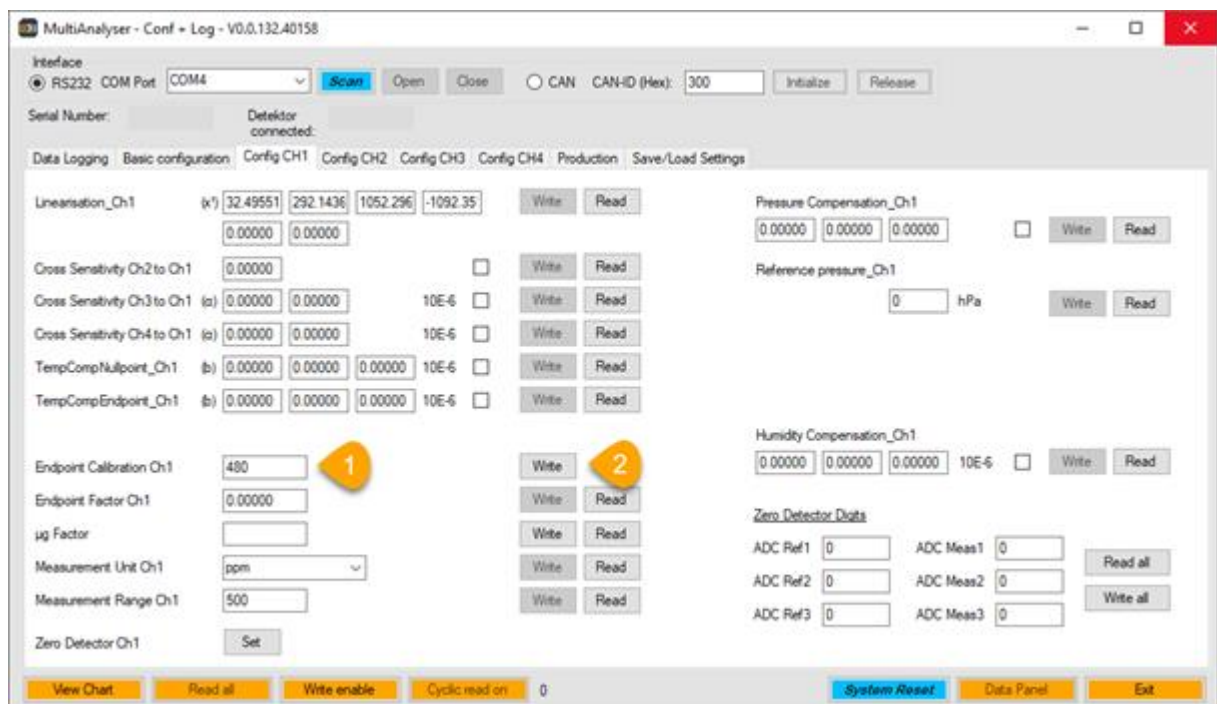 MultiAnalyser - Conf + Log - V0.0.132.40158
Interface
RS232 COM Port COM4 Scan Open Close CAN CAN-ID (Hex): 300 Initialize Release
Serial Number: Detektor connected:
Data Logging Basic configuration Config CH1 Config CH2 Config CH3 Config CH4 Production Save/Load Settings
Linearisation_Ch1 (x³) 32.49551 292.1436 1052.296 -1092.35 Write Read
0.00000 0.00000
Cross Sensitivity Ch2 to Ch1 0.00000 Write Read
Cross Sensitivity Ch3 to Ch1 (α) 0.00000 0.00000 10E-6 Write Read
Cross Sensitivity Ch4 to Ch1 (α) 0.00000 0.00000 10E-6 Write Read
TempCompNullpoint_Ch1 (b) 0.00000 0.00000 0.00000 10E-6 Write Read
TempCompEndpoint_Ch1 (b) 0.00000 0.00000 0.00000 10E-6 Write Read
Endpoint Calibration Ch1 480 1 Write 2
Endpoint Factor Ch1 0.00000 Write Read
µg Factor Write Read
Measurement Unit Ch1 ppm Write Read
Measurement Range Ch1 500 Write Read
Zero Detector Ch1 Set
Pressure Compensation_Ch1
0.00000 0.00000 0.00000 Write Read
Reference pressure_Ch1
0 hPa Write Read
Humidity Compensation_Ch1
0.00000 0.00000 0.00000 10E-6 Write Read
Zero Detector Digits
ADC Ref1 0 ADC Meas1 0
Read all
ADC Ref2 0 ADC Meas2 0
Write all
ADC Ref3 0 ADC Meas3 0
View Chart Read all Write enable Cyclic read on 0 System Reset Data Panel Exit